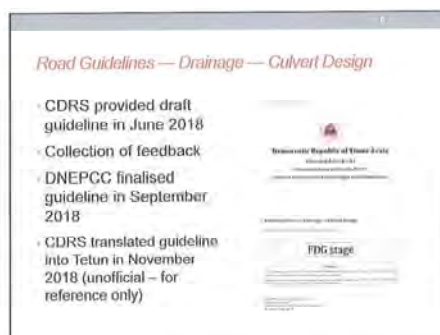 Road Guidelines — Drainage — Culvert Design
CDRS provided draft
guideline in June 2018
Collection of feedback
DNEPCC finalised
guideline in September
2018
CDRS translated guideline
into Tetun in November
2018 (unofficial – for
reference only)
Democratic Republic of Timor-Leste
FDG stage